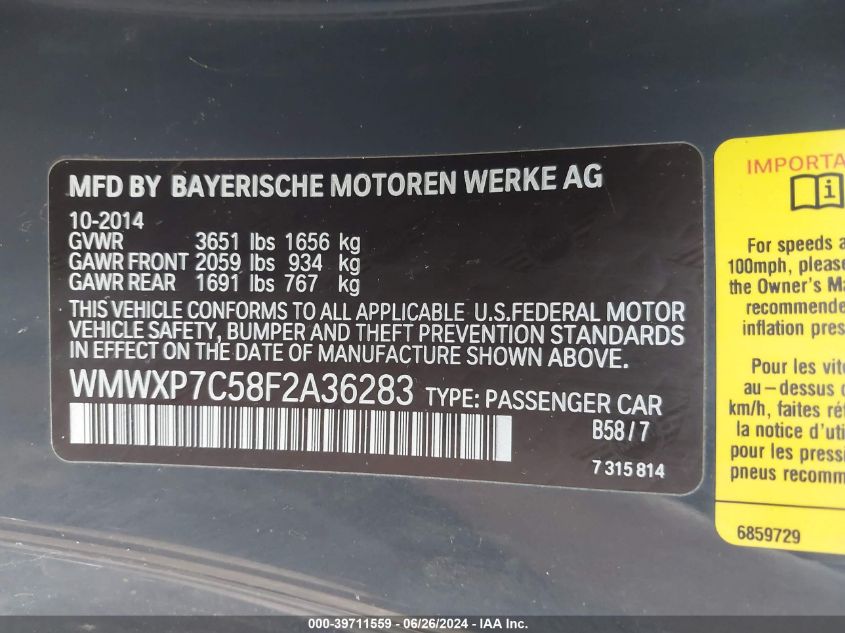 MFD BY BAYERISCHE MOTOREN WERKE AG
10-2014
GVWR 3651 lbs 1656 kg
GAWR FRONT 2059 lbs 934 kg
GAWR REAR 1691 lbs 767 kg
THIS VEHICLE CONFORMS TO ALL APPLICABLE U.S.FEDERAL MOTOR
VEHICLE SAFETY, BUMPER AND THEFT PREVENTION STANDARDS
IN EFFECT ON THE DATE OF MANUFACTURE SHOWN ABOVE.
WMWXP7C58F2A36283 TYPE: PASSENGER CAR
B58/7
7 315 814
IMPORTA
i
For speeds a
100mph, please
the Owner's Ma
recommende
inflation pres
Pour les vite
au-dessus d
km/h, faites ré
la notice d'uti
pour les press
pneus recomm
6859729
000-39711559 - 06/26/2024 - IAA Inc.